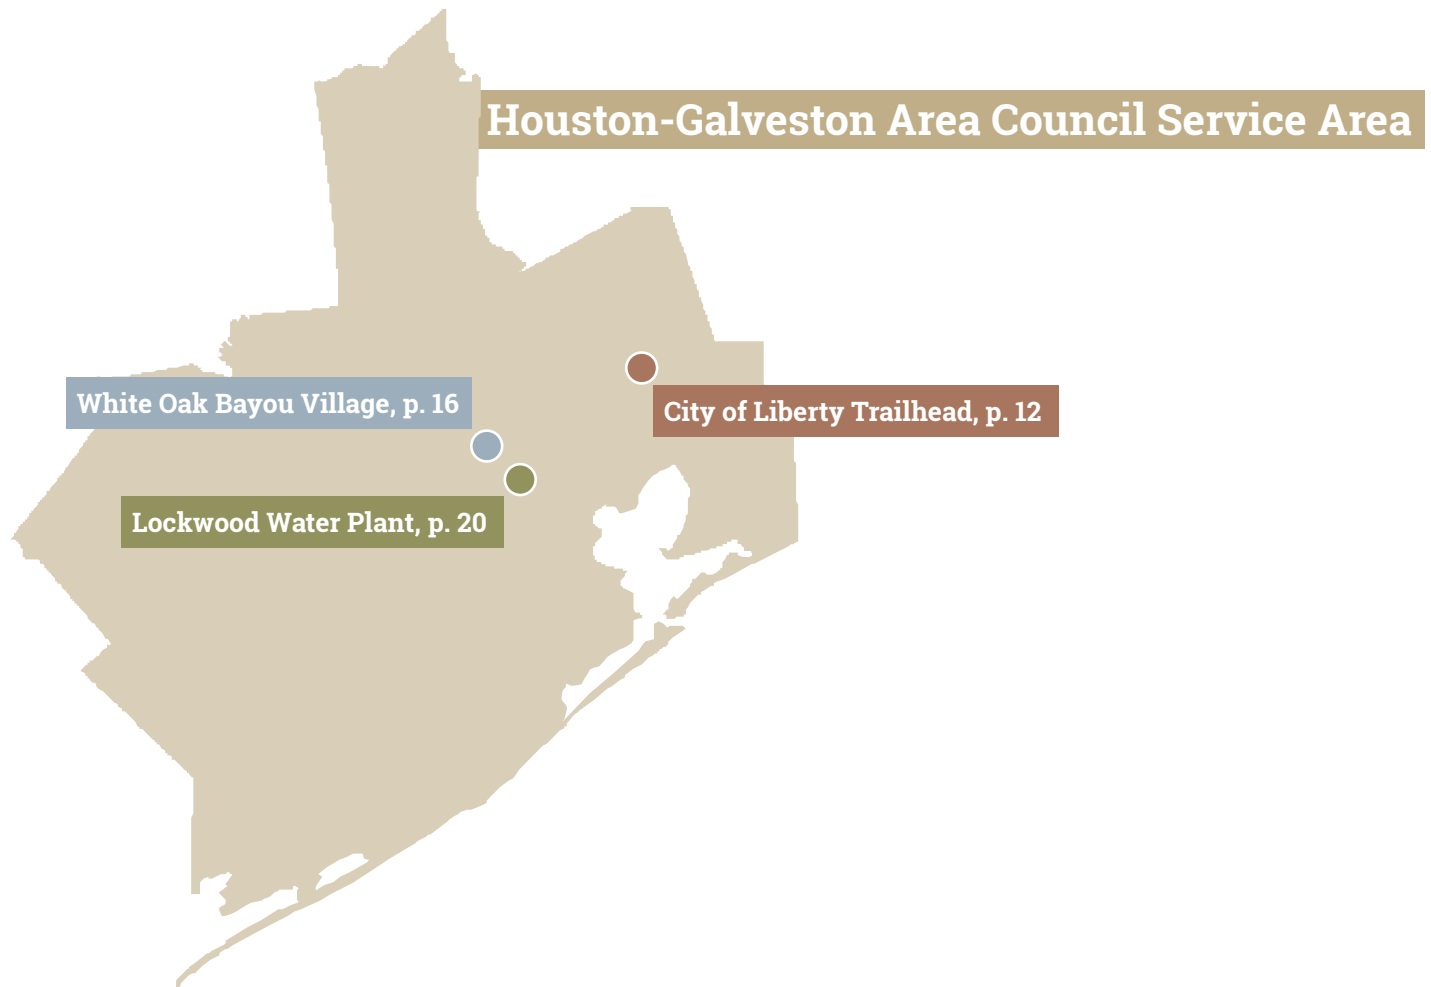 Houston-Galveston Area Council Service Area
White Oak Bayou Village, p. 16
City of Liberty Trailhead, p. 12
Lockwood Water Plant, p. 20